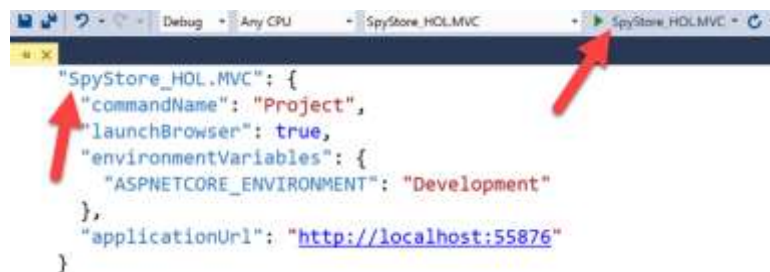 Debug Any CPU SpyStore_HOL.MVC SpyStore_HOL.MVC
"SpyStore_HOL.MVC": {
"commandName": "Project",
"launchBrowser": true,
"environmentVariables": {
"ASPNETCORE_ENVIRONMENT": "Development"
},
"applicationUrl": "http://localhost:55876"
}